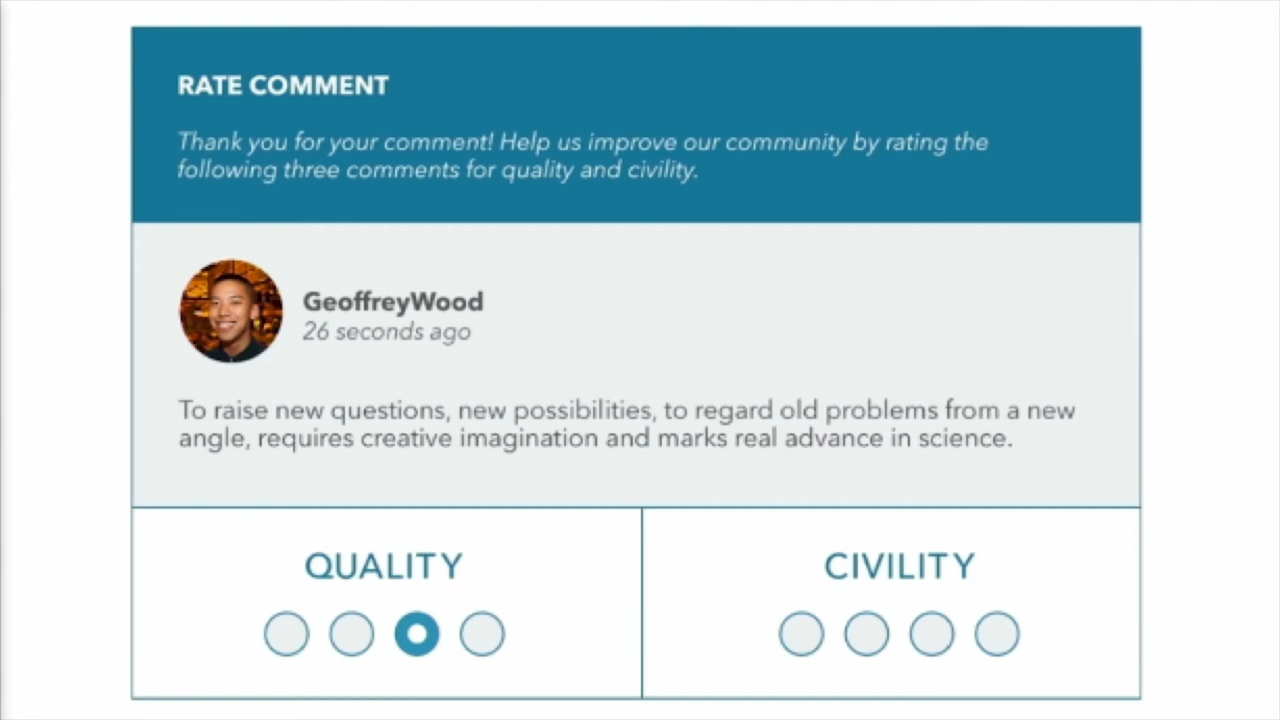 RATE COMMENT
Thank you for your comment! Help us improve our community by rating the
following three comments for quality and civility.
GeoffreyWood
26 seconds ago
To raise new questions, new possibilities, to regard old problems from a new
angle, requires creative imagination and marks real advance in science.
QUALITY
CIVILITY